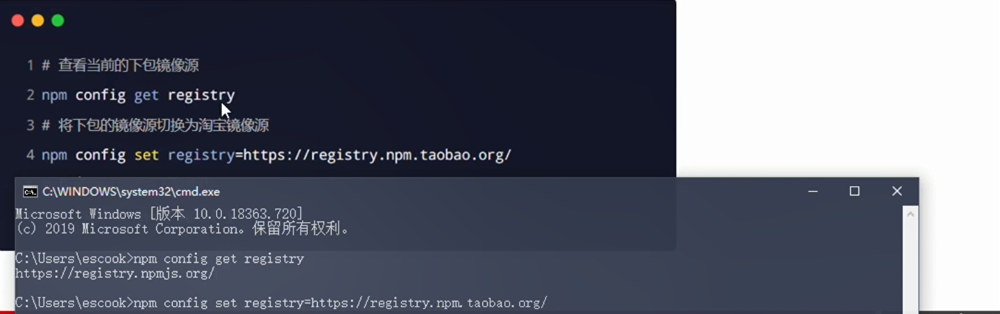 1 # 查看当前的下包镜像源
2 npm config get registry
3 # 将下包的镜像源切换为淘宝镜像源
4 npm config set registry=https://registry.npm.taobao.org/
C:\WINDOWS\system32\cmd.exe
Microsoft Windows [版本 10.0.18363.720]
(c) 2019 Microsoft Corporation。保留所有权利。
C:\Users\escook>npm config get registry
https://registry.npmjs.org/
C:\Users\escook>npm config set registry=https://registry.npm.taobao.org/